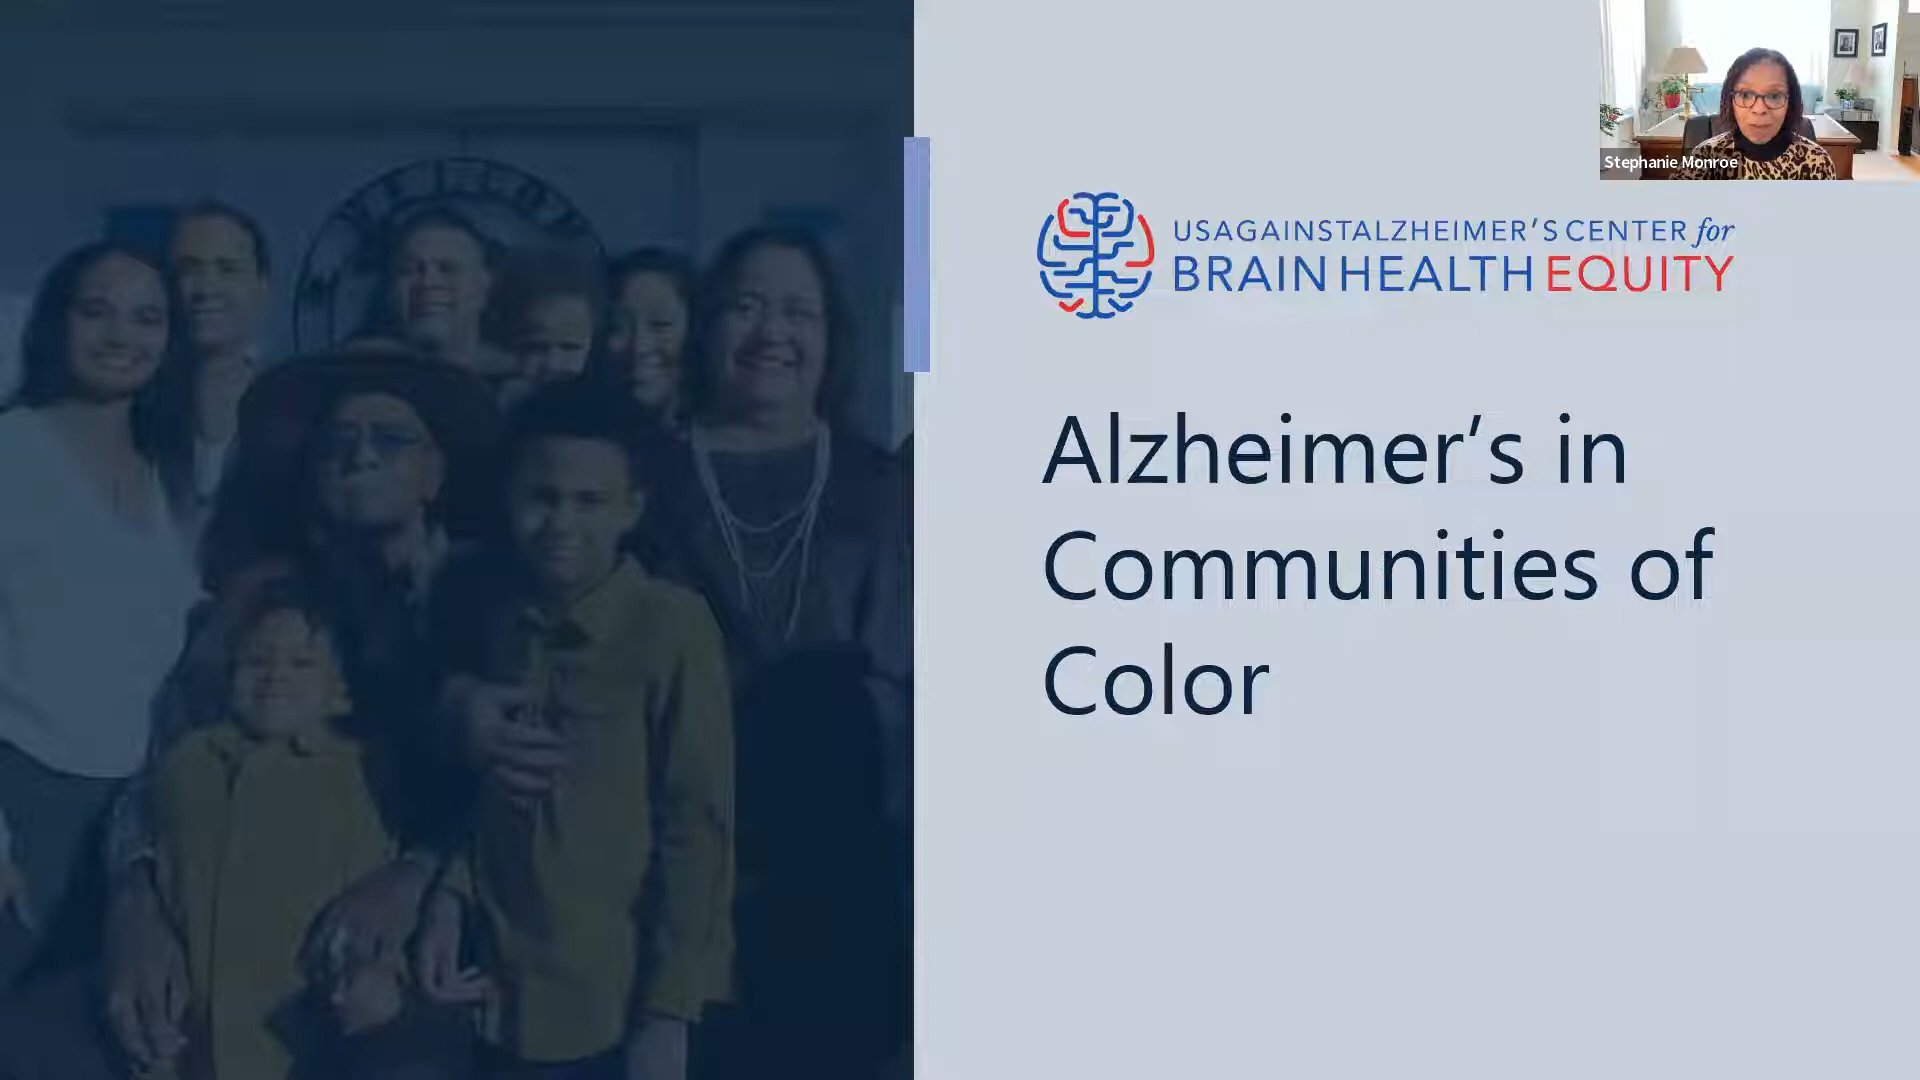 Stephanie Monroe
USAGAINSTALZHEIMER’S CENTER for
BRAIN HEALTH EQUITY
Alzheimer’s in
Communities of
Color